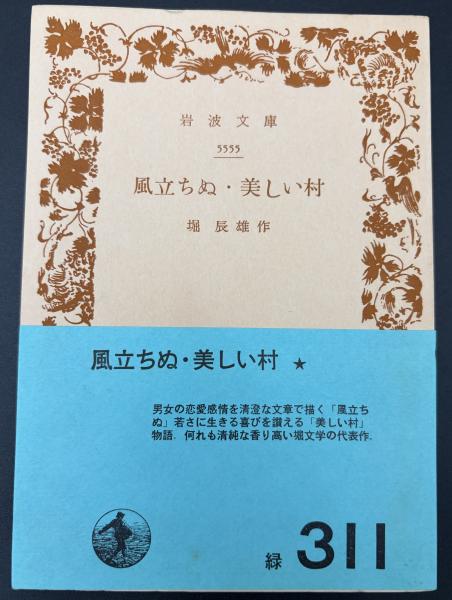 岩波文庫
5555
風立ちぬ・美しい村
堀辰雄作
風立ちぬ・美しい村 ★
男女の恋愛感情を清澄な文章で描く「風立ち
ぬ」若さに生きる喜びを讃える「美しい村」
物語．何れも清純な香り高い堀文学の代表作．
緑 311